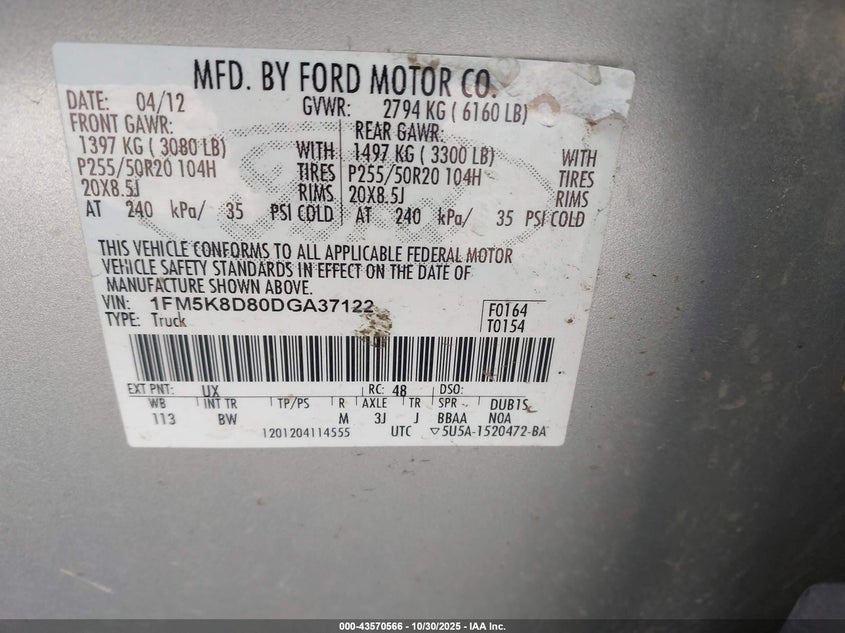 MFD. BY FORD MOTOR CO.
DATE: 04/12 GVWR: 2794 KG ( 6160 LB)
FRONT GAWR: REAR GAWR:
1397 KG ( 3080 LB) WITH 1497 KG ( 3300 LB) WITH
P255/50R20 104H TIRES P255/50R20 104H TIRES
20X8.5J RIMS 20X8.5J RIMS
AT 240 kPa/ 35 PSI COLD AT 240 kPa/ 35 PSI COLD
THIS VEHICLE CONFORMS TO ALL APPLICABLE FEDERAL MOTOR
VEHICLE SAFETY STANDARDS IN EFFECT ON THE DATE OF
MANUFACTURE SHOWN ABOVE.
VIN: 1FM5K8D80DGA37122 F0164
TYPE: Truck T0154
EXT PNT: UX RC: 48 DSO:
WB INT TR TP/PS R AXLE TR SPR DUB1S
113 BW M 3J J BBAA N0A
1201204114555 UTC ▽5U5A-1520472-BA
000-43570566 - 10/30/2025 - IAA Inc.